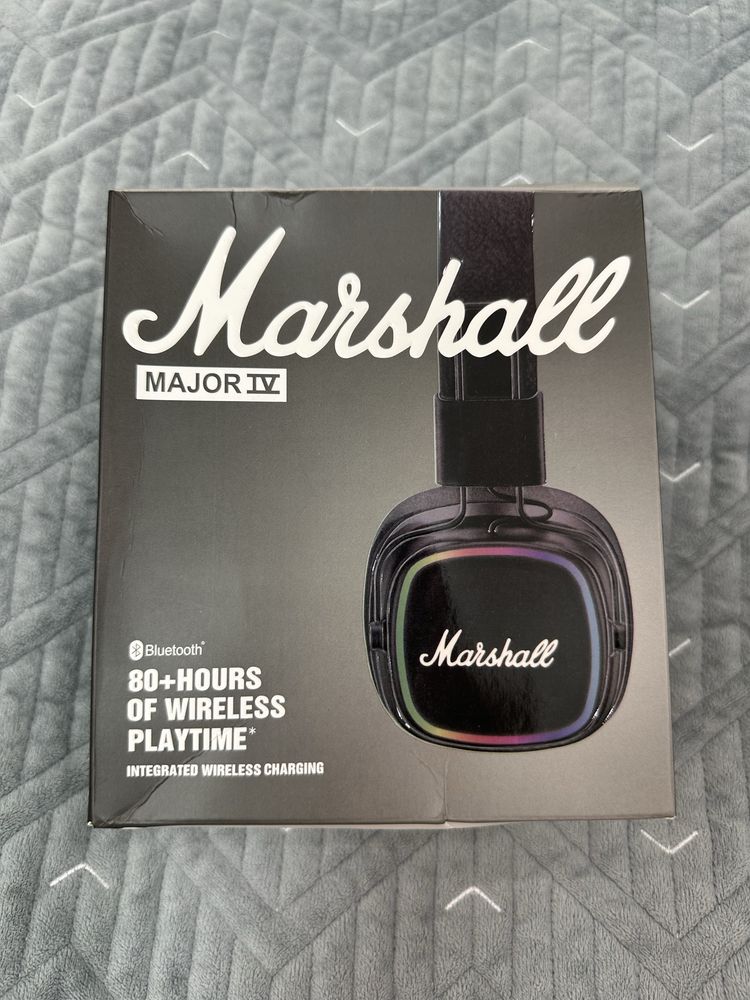 Marshall
MAJOR IV
Bluetooth®
80+HOURS
OF WIRELESS
PLAYTIME*
INTEGRATED WIRELESS CHARGING
Marshall